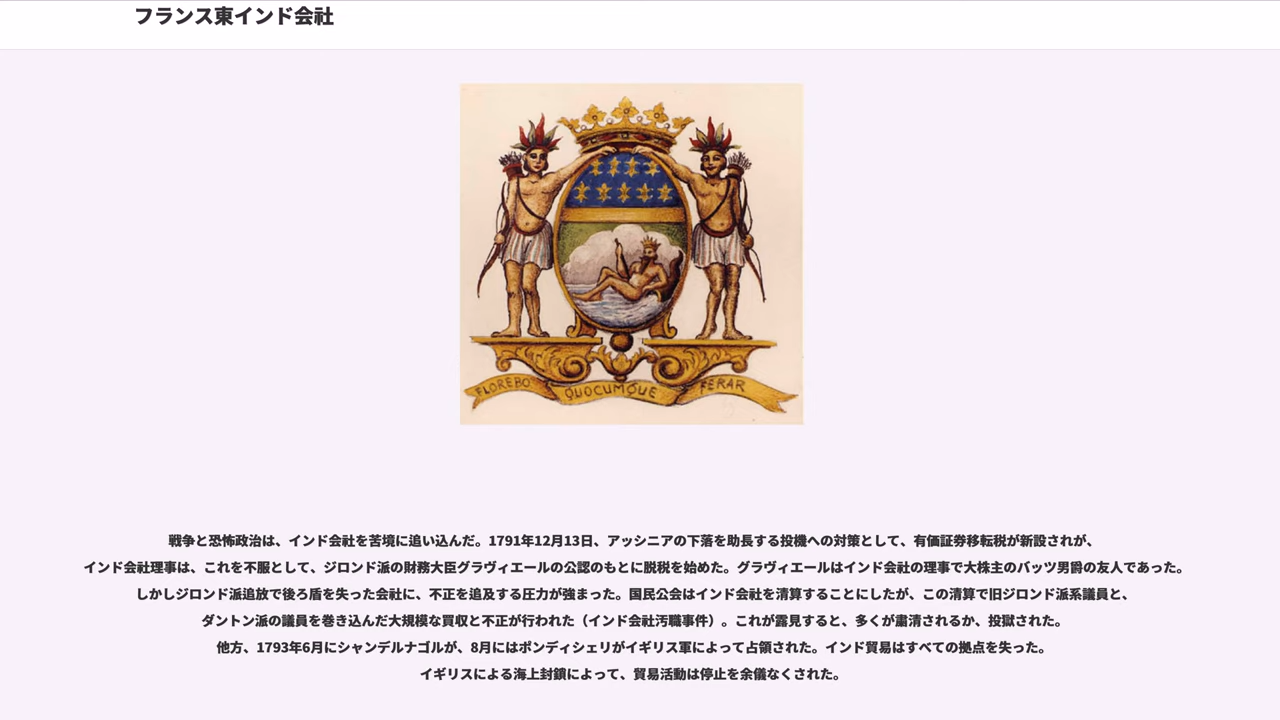 フランス東インド会社
FLOREBO QUOCUMQUE FERAR
戦争と恐怖政治は、インド会社を苦境に追い込んだ。1791年12月13日、アッシニアの下落を助長する投機への対策として、有価証券移転税が新設されが、
インド会社理事は、これを不服として、ジロンド派の財務大臣グラヴィエールの公認のもとに脱税を始めた。グラヴィエールはインド会社の理事で大株主のバッツ男爵の友人であった。
しかしジロンド派追放で後ろ盾を失った会社に、不正を追及する圧力が強まった。国民公会はインド会社を清算することにしたが、この清算で旧ジロンド派系議員と、
ダントン派の議員を巻き込んだ大規模な買収と不正が行われた（インド会社汚職事件）。これが露見すると、多くが粛清されるか、投獄された。
他方、1793年6月にシャンデルナゴルが、8月にはポンディシェリがイギリス軍によって占領された。インド貿易はすべての拠点を失った。
イギリスによる海上封鎖によって、貿易活動は停止を余儀なくされた。